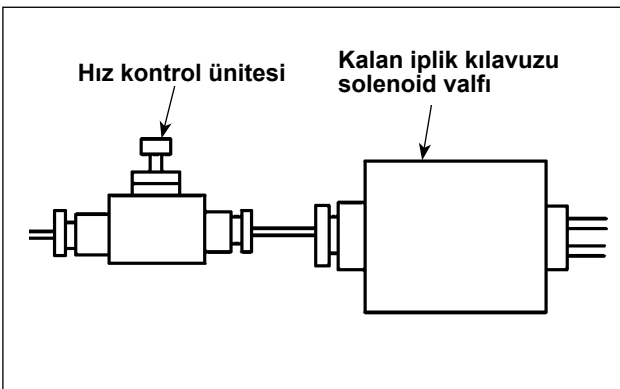 Hız kontrol ünitesi
Kalan iplik kılavuzu
solenoid valfı